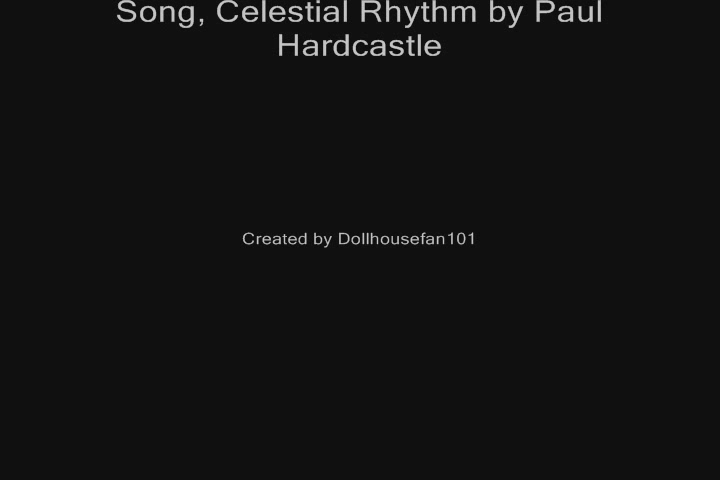 Song, Celestial Rhythm by Paul
Hardcastle
Created by Dollhousefan101